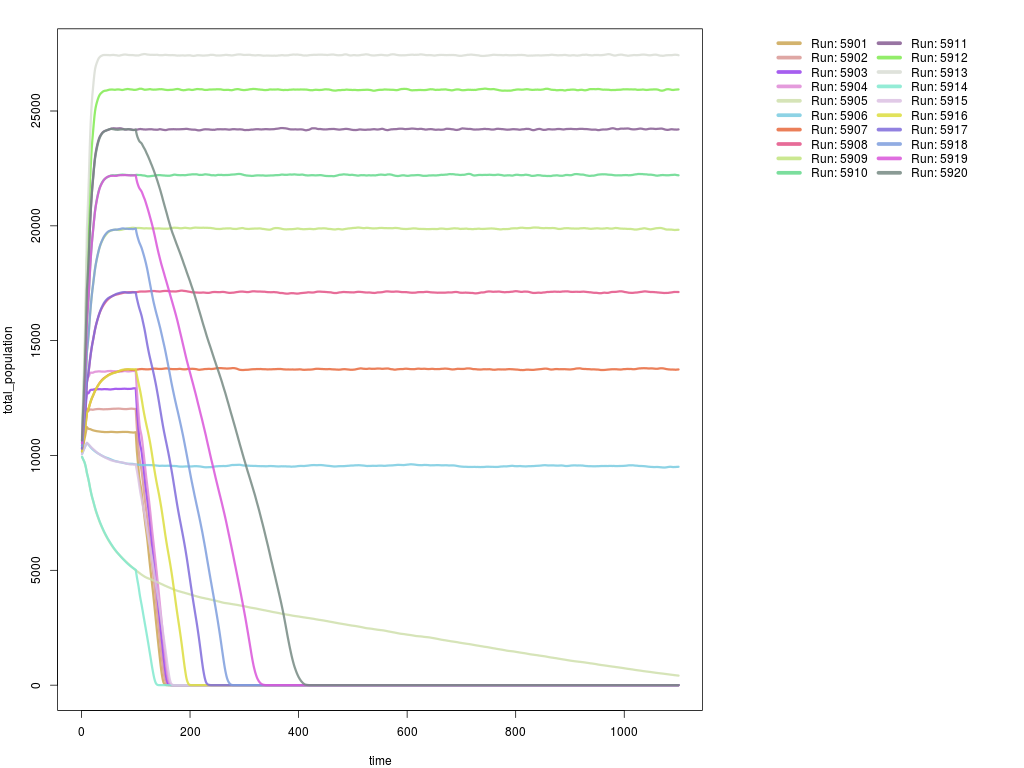 total_population
25000
20000
15000
10000
5000
0
0 200 400 600 800 1000
time
Run: 5901 Run: 5911
Run: 5902 Run: 5912
Run: 5903 Run: 5913
Run: 5904 Run: 5914
Run: 5905 Run: 5915
Run: 5906 Run: 5916
Run: 5907 Run: 5917
Run: 5908 Run: 5918
Run: 5909 Run: 5919
Run: 5910 Run: 5920